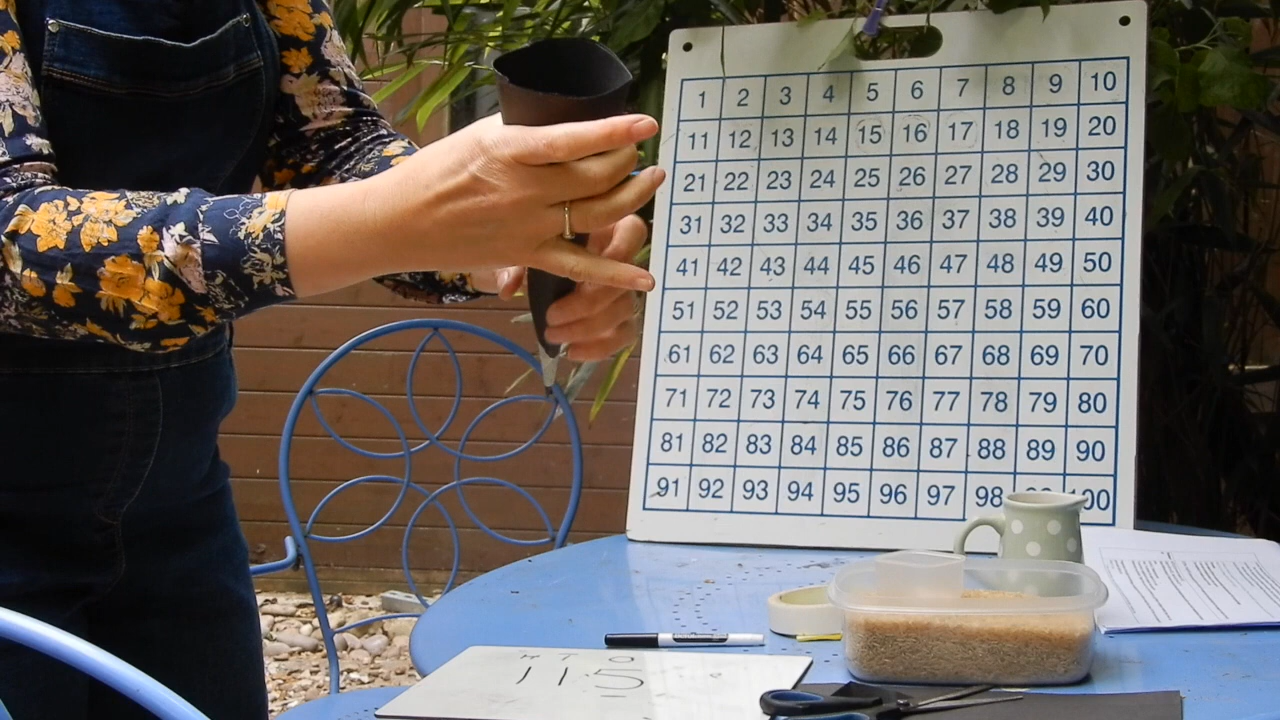 1 2 3 4 5 6 7 8 9 10
11 12 13 14 15 16 17 18 19 20
21 22 23 24 25 26 27 28 29 30
31 32 33 34 35 36 37 38 39 40
41 42 43 44 45 46 47 48 49 50
51 52 53 54 55 56 57 58 59 60
61 62 63 64 65 66 67 68 69 70
71 72 73 74 75 76 77 78 79 80
81 82 83 84 85 86 87 88 89 90
91 92 93 94 95 96 97 98 100
H T O
115